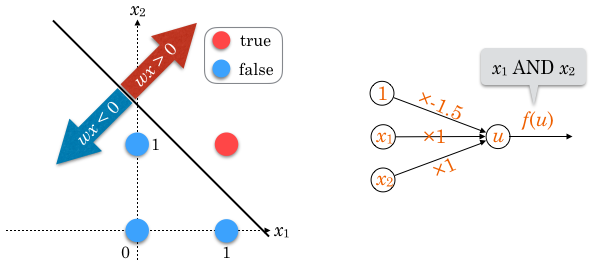 x₂
true
false
wx > 0
wx < 0
1
x₁
0
1
x₁ AND x₂
1
×-1.5
f(u)
x₁
×1
u
x₂
×1